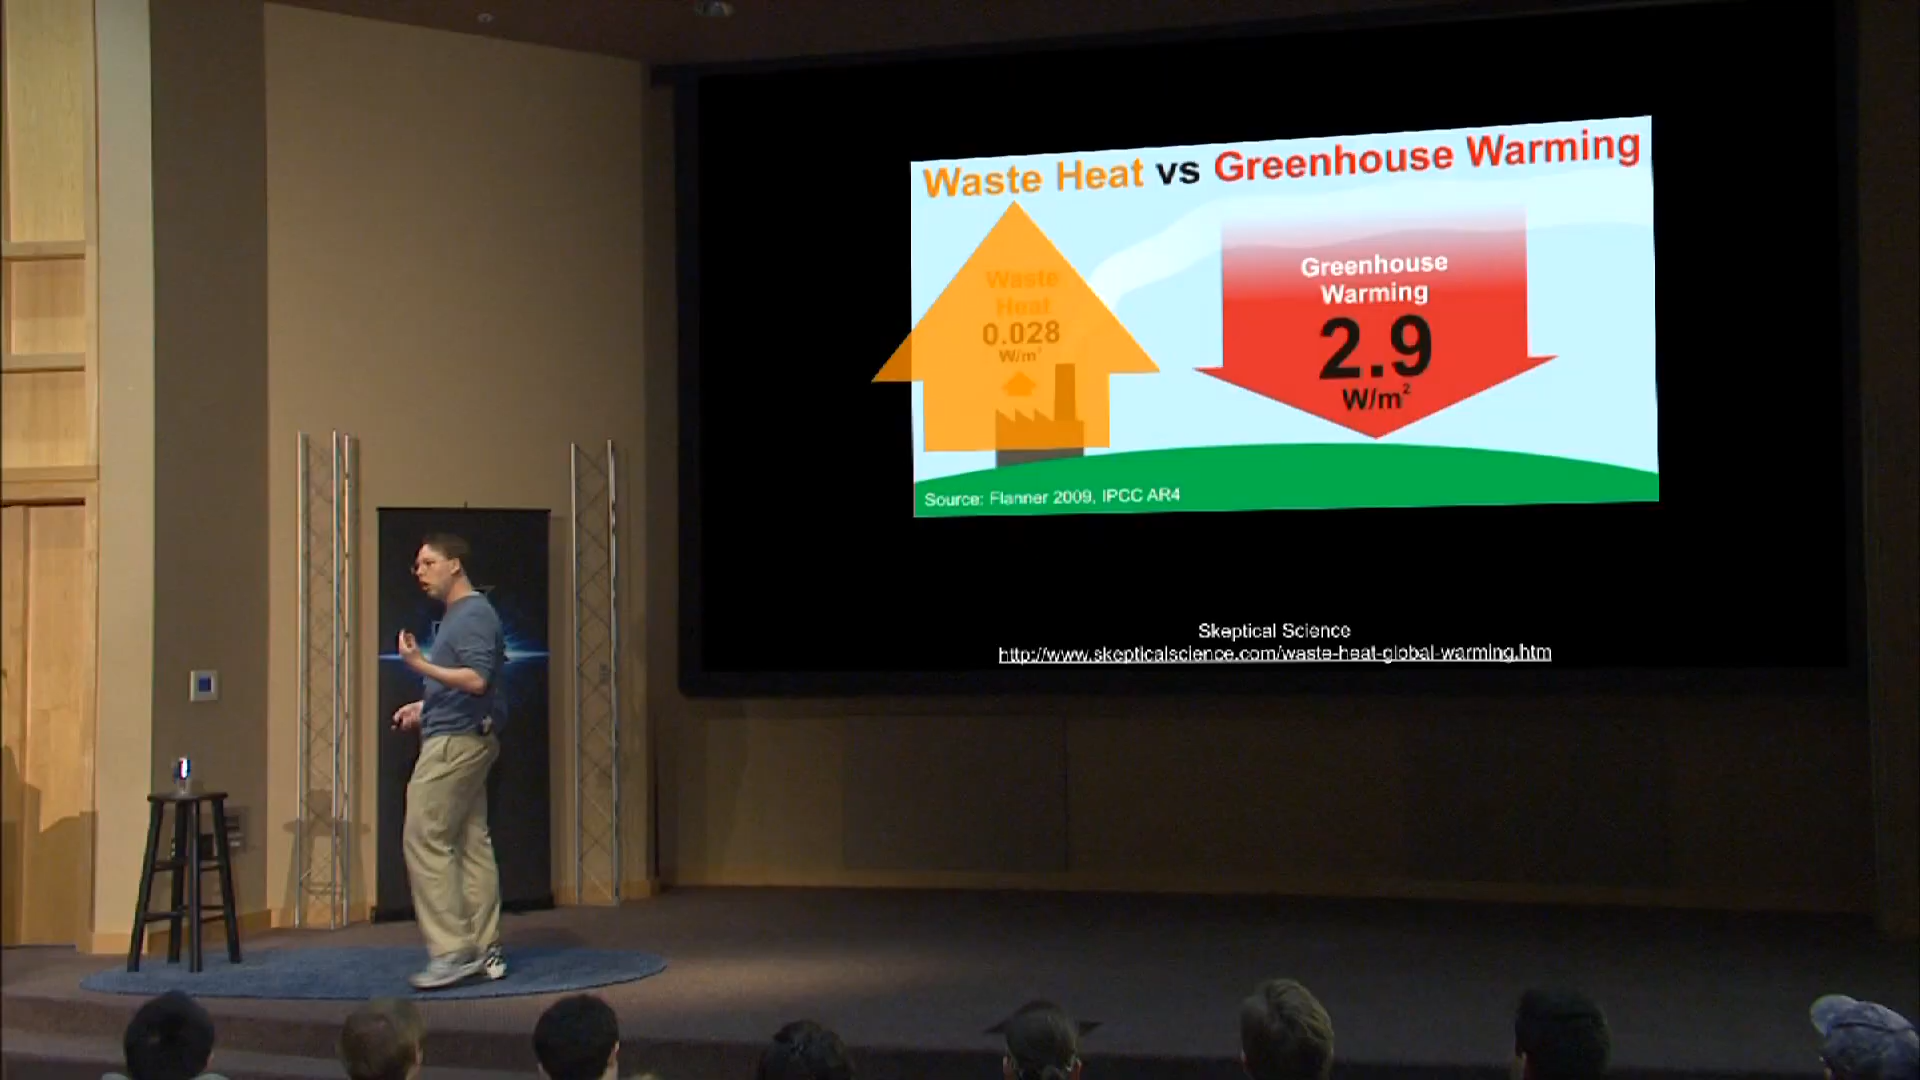 Waste Heat vs Greenhouse Warming
Waste
Heat
0.028
W/m²
Greenhouse
Warming
2.9
W/m²
Source: Flanner 2009, IPCC AR4
Skeptical Science
http://www.skepticalscience.com/waste-heat-global-warming.htm